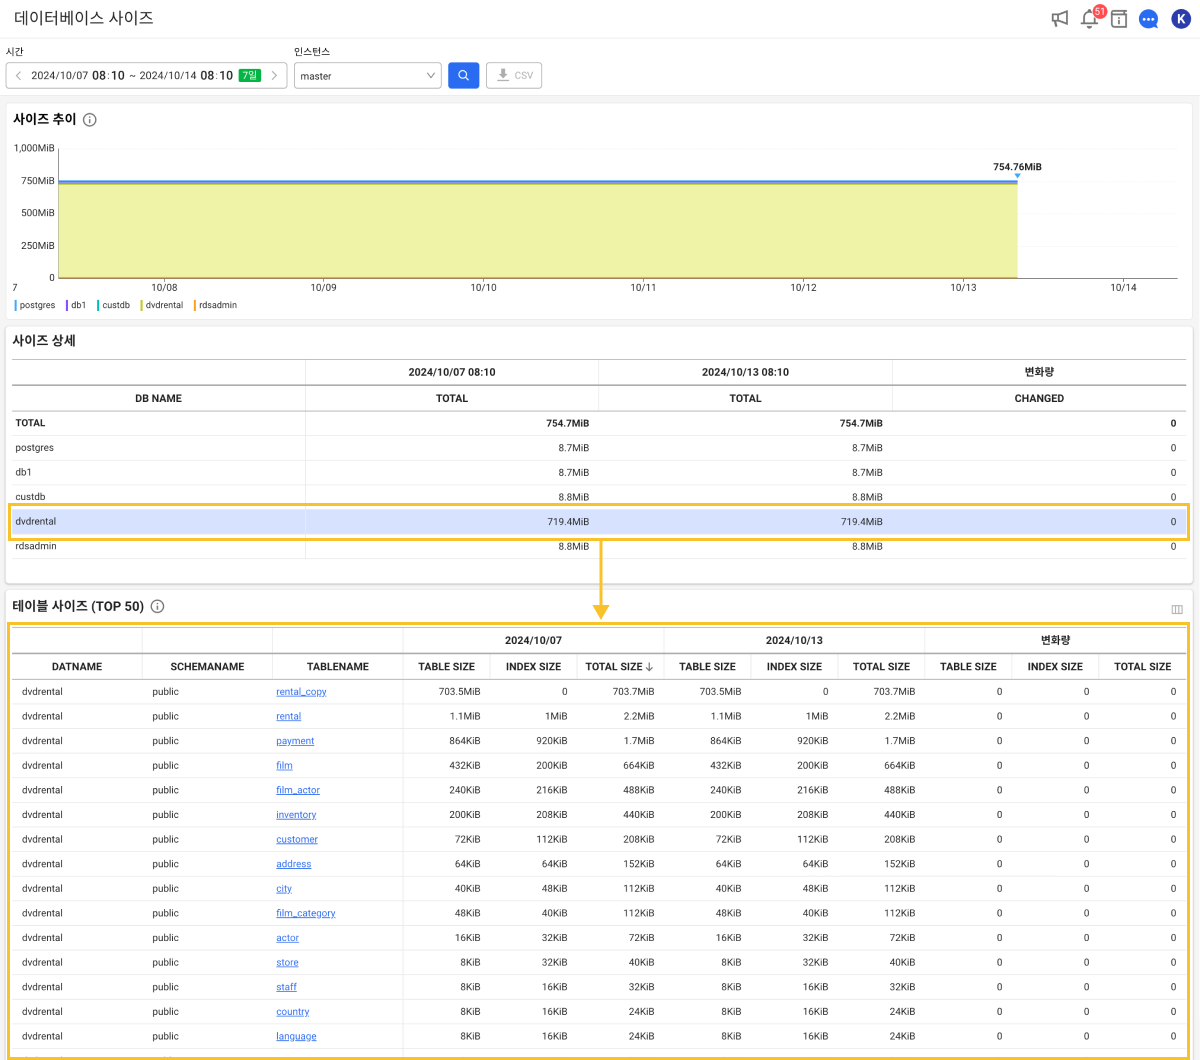 데이터베이스 사이즈
51
K
시간
인스턴스
2024/10/07 08:10 ~ 2024/10/14 08:10 7일
master
CSV
사이즈 추이
1,000MiB
754.76MiB
750MiB
500MiB
250MiB
0
7 10/08 10/09 10/10 10/11 10/12 10/13 10/14
postgres db1 custdb dvdrental rdsadmin
사이즈 상세
2024/10/07 08:10 2024/10/13 08:10 변화량
DB NAME TOTAL TOTAL CHANGED
TOTAL 754.7MiB 754.7MiB 0
postgres 8.7MiB 8.7MiB 0
db1 8.7MiB 8.7MiB 0
custdb 8.8MiB 8.8MiB 0
dvdrental 719.4MiB 719.4MiB 0
rdsadmin 8.8MiB 8.8MiB 0
테이블 사이즈 (TOP 50)
2024/10/07 2024/10/13 변화량
DATNAME SCHEMANAME TABLENAME TABLE SIZE INDEX SIZE TOTAL SIZE ↓ TABLE SIZE INDEX SIZE TOTAL SIZE TABLE SIZE INDEX SIZE TOTAL SIZE
dvdrental public rental_copy 703.5MiB 0 703.7MiB 703.5MiB 0 703.7MiB 0 0 0
dvdrental public rental 1.1MiB 1MiB 2.2MiB 1.1MiB 1MiB 2.2MiB 0 0 0
dvdrental public payment 864KiB 920KiB 1.7MiB 864KiB 920KiB 1.7MiB 0 0 0
dvdrental public film 432KiB 200KiB 664KiB 432KiB 200KiB 664KiB 0 0 0
dvdrental public film_actor 240KiB 216KiB 488KiB 240KiB 216KiB 488KiB 0 0 0
dvdrental public inventory 200KiB 208KiB 440KiB 200KiB 208KiB 440KiB 0 0 0
dvdrental public customer 72KiB 112KiB 208KiB 72KiB 112KiB 208KiB 0 0 0
dvdrental public address 64KiB 64KiB 152KiB 64KiB 64KiB 152KiB 0 0 0
dvdrental public city 40KiB 48KiB 112KiB 40KiB 48KiB 112KiB 0 0 0
dvdrental public film_category 48KiB 40KiB 112KiB 48KiB 40KiB 112KiB 0 0 0
dvdrental public actor 16KiB 32KiB 72KiB 16KiB 32KiB 72KiB 0 0 0
dvdrental public store 8KiB 32KiB 40KiB 8KiB 32KiB 40KiB 0 0 0
dvdrental public staff 8KiB 16KiB 32KiB 8KiB 16KiB 32KiB 0 0 0
dvdrental public country 8KiB 16KiB 24KiB 8KiB 16KiB 24KiB 0 0 0
dvdrental public language 8KiB 16KiB 24KiB 8KiB 16KiB 24KiB 0 0 0